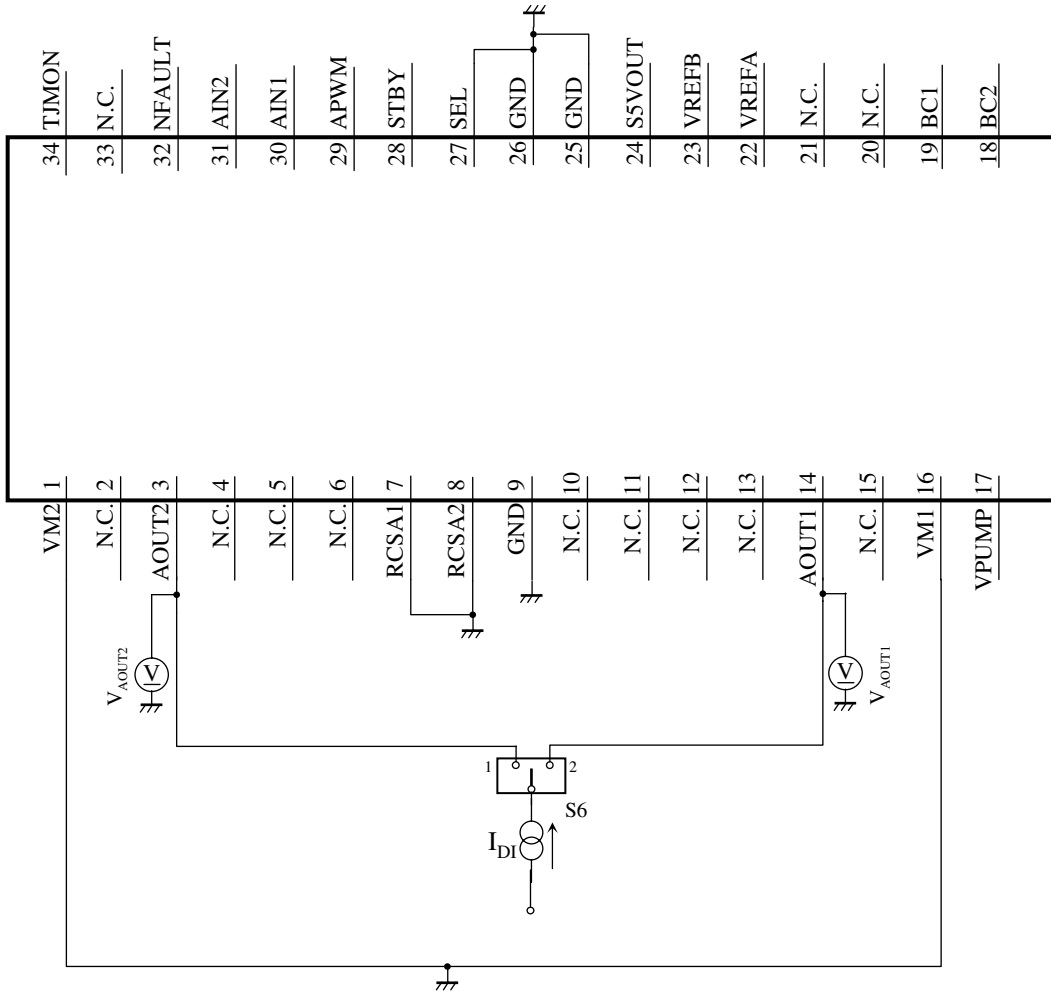 34 TJMON
33 N.C.
32 NFAULT
31 AIN2
30 AIN1
29 APWM
28 STBY
27 SEL
26 GND
25 GND
24 S5VOUT
23 VREFB
22 VREFA
21 N.C.
20 N.C.
19 BC1
18 BC2
VM2 1
N.C. 2
AOUT2 3
N.C. 4
N.C. 5
N.C. 6
RCSA1 7
RCSA2 8
GND 9
N.C. 10
N.C. 11
N.C. 12
N.C. 13
AOUT1 14
N.C. 15
VM1 16
VPUMP 17
VAOUT2
V
V
VAOUT1
1
2
S6
IDI